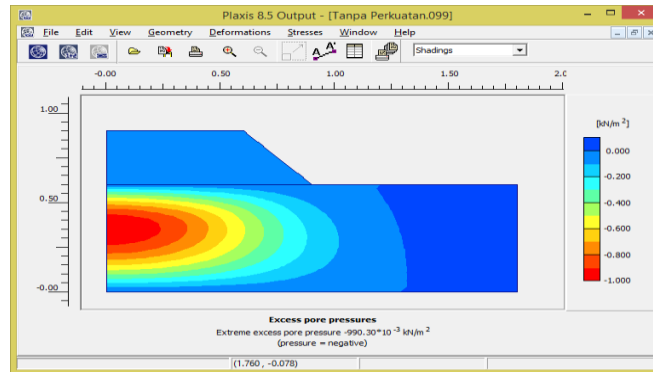 Plaxis 8.5 Output - [Tanpa Perkuatan.099]
File Edit View Geometry Deformations Stresses Window Help
Shadings
-0.00 0.50 1.00 1.50 2.0
1.00
0.50
-0.00
[kN/m ²]
0.000
-0.200
-0.400
-0.600
-0.800
-1.000
A A'
Excess pore pressures
Extreme excess pore pressure -990.30*10 ⁻³ kN/m ²
(pressure = negative)
(1.760 , -0.078)